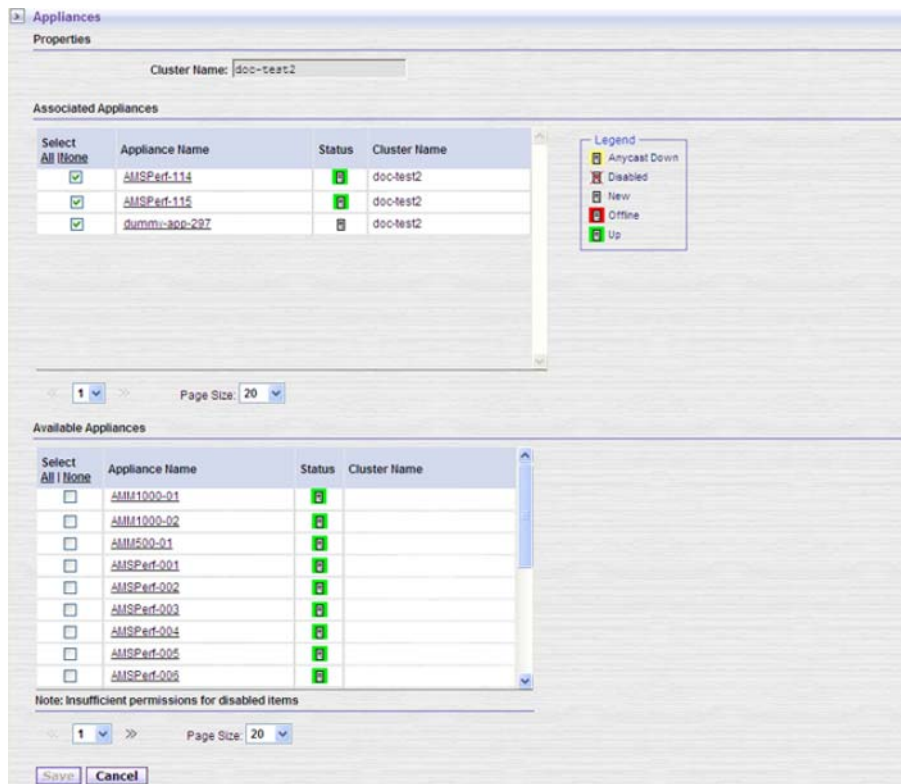 Appliances
Properties
Cluster Name: doc-test2
Associated Appliances
Select All | None Appliance Name Status Cluster Name
AMSPerf-114 doc-test2
AMSPerf-115 doc-test2
dummy-app-297 doc-test2
Legend
Anycast Down
Disabled
New
Offline
Up
1 Page Size: 20
Available Appliances
Select All | None Appliance Name Status Cluster Name
AMM1000-01
AMM1000-02
AMM500-01
AMSPerf-001
AMSPerf-002
AMSPerf-003
AMSPerf-004
AMSPerf-005
AMSPerf-006
Note: Insufficient permissions for disabled items
1 Page Size: 20
Save Cancel